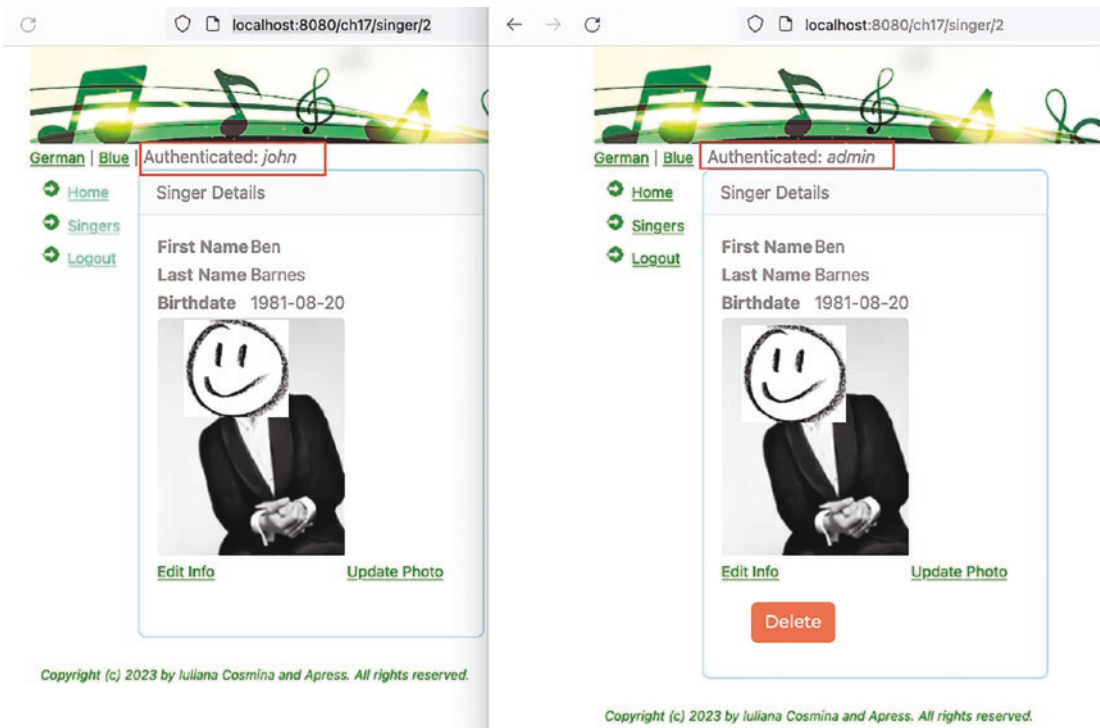 localhost:8080/ch17/singer/2
German | Blue | Authenticated: john
Home
Singers
Logout
Singer Details
First Name Ben
Last Name Barnes
Birthdate 1981-08-20
Edit Info Update Photo
Copyright (c) 2023 by Iuliana Cosmina and Apress. All rights reserved.
localhost:8080/ch17/singer/2
German | Blue Authenticated: admin
Home
Singers
Logout
Singer Details
First Name Ben
Last Name Barnes
Birthdate 1981-08-20
Edit Info Update Photo
Delete
Copyright (c) 2023 by Iuliana Cosmina and Apress. All rights reserved.